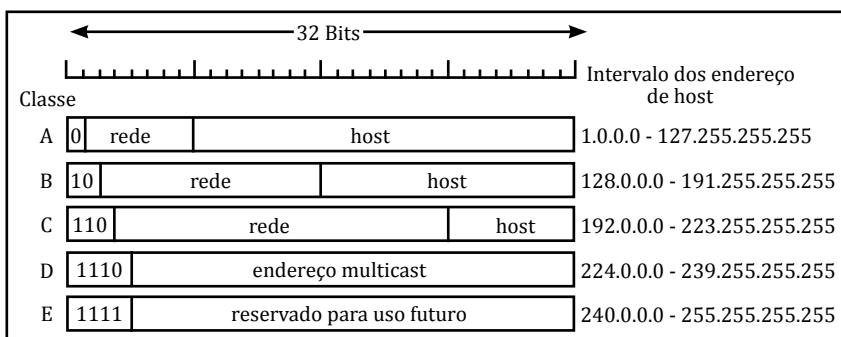 32 Bits
Intervalo dos endereço
de host
Classe
A 0 rede host 1.0.0.0 - 127.255.255.255
B 10 rede host 128.0.0.0 - 191.255.255.255
C 110 rede host 192.0.0.0 - 223.255.255.255
D 1110 endereço multicast 224.0.0.0 - 239.255.255.255
E 1111 reservado para uso futuro 240.0.0.0 - 255.255.255.255